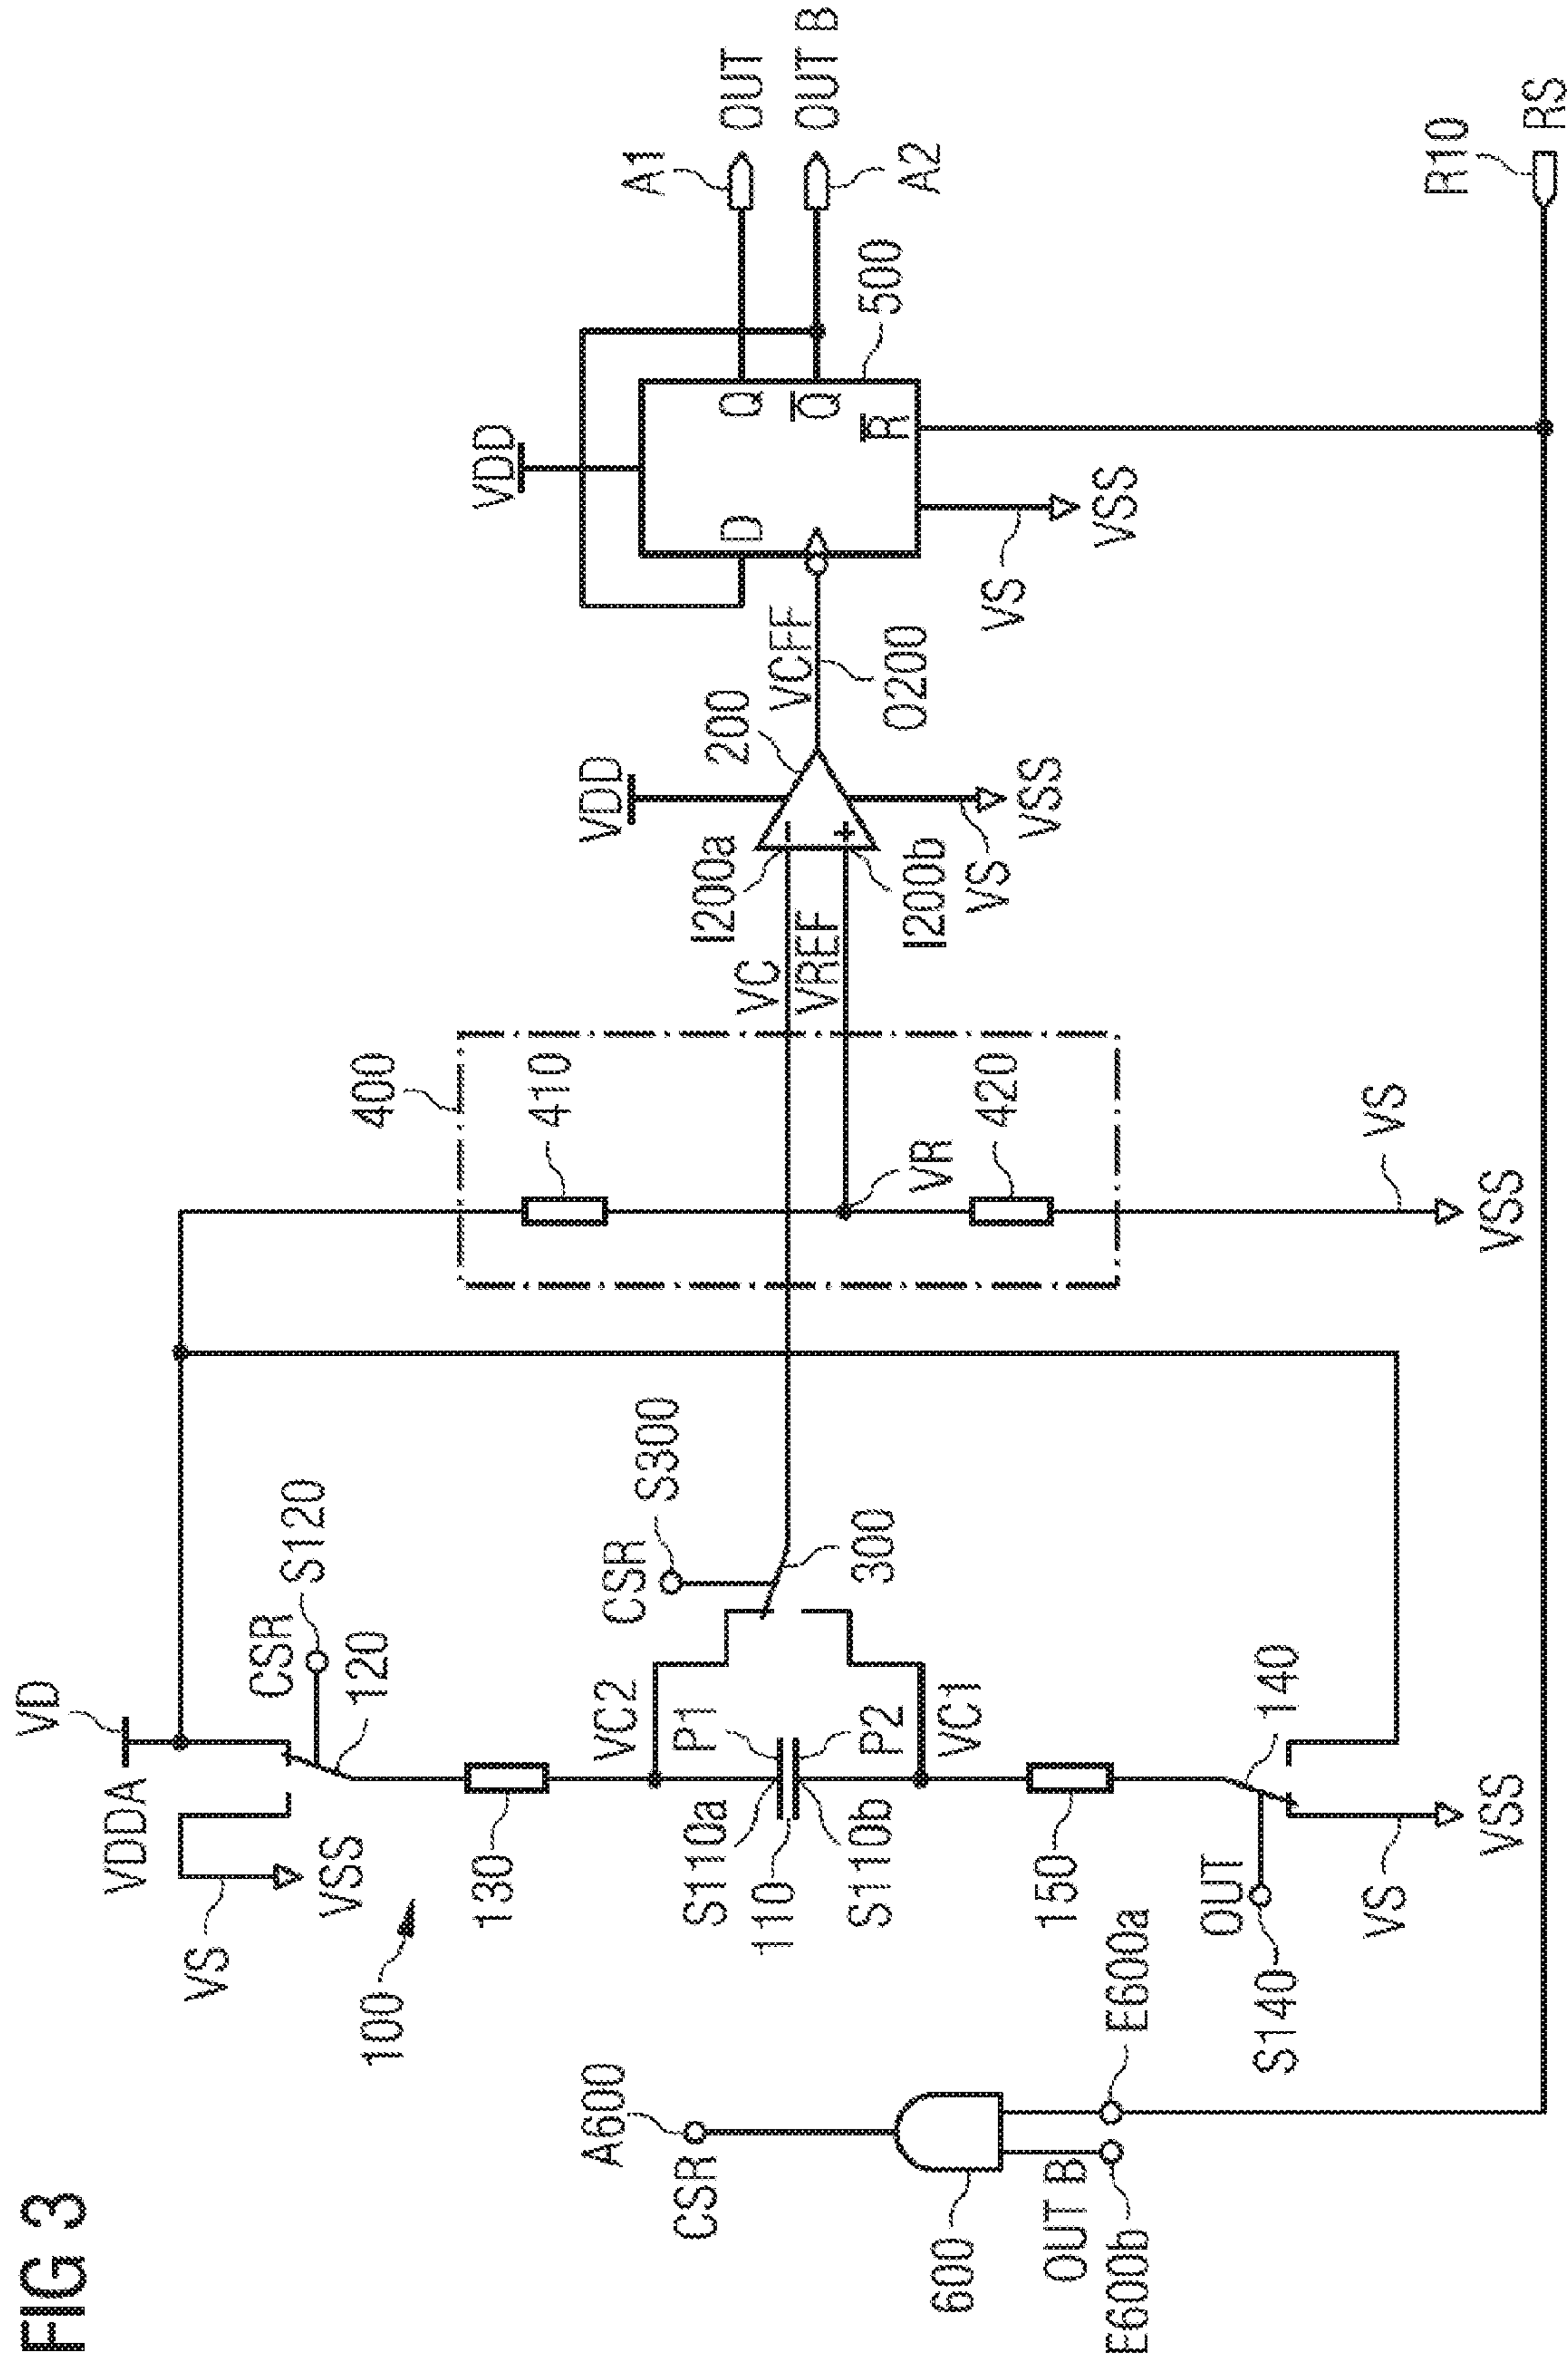 FIG 3
VD
VDDA
VS
VSS
CSR
S120
120
100
130
VC2
P1
S110a
110
S110b
P2
VC1
CSR
S300
300
150
140
OUT
S140
VS
VSS
A600
CSR
600
OUT B
E600b
E600a
400
410
VR
420
VS
VSS
VC
VREF
I200a
I200b
VDD
200
VS
VSS
VCFF
O200
VDD
D
Q
Q
R
500
VS
VSS
A1
OUT
OUT B
A2
R10
RS